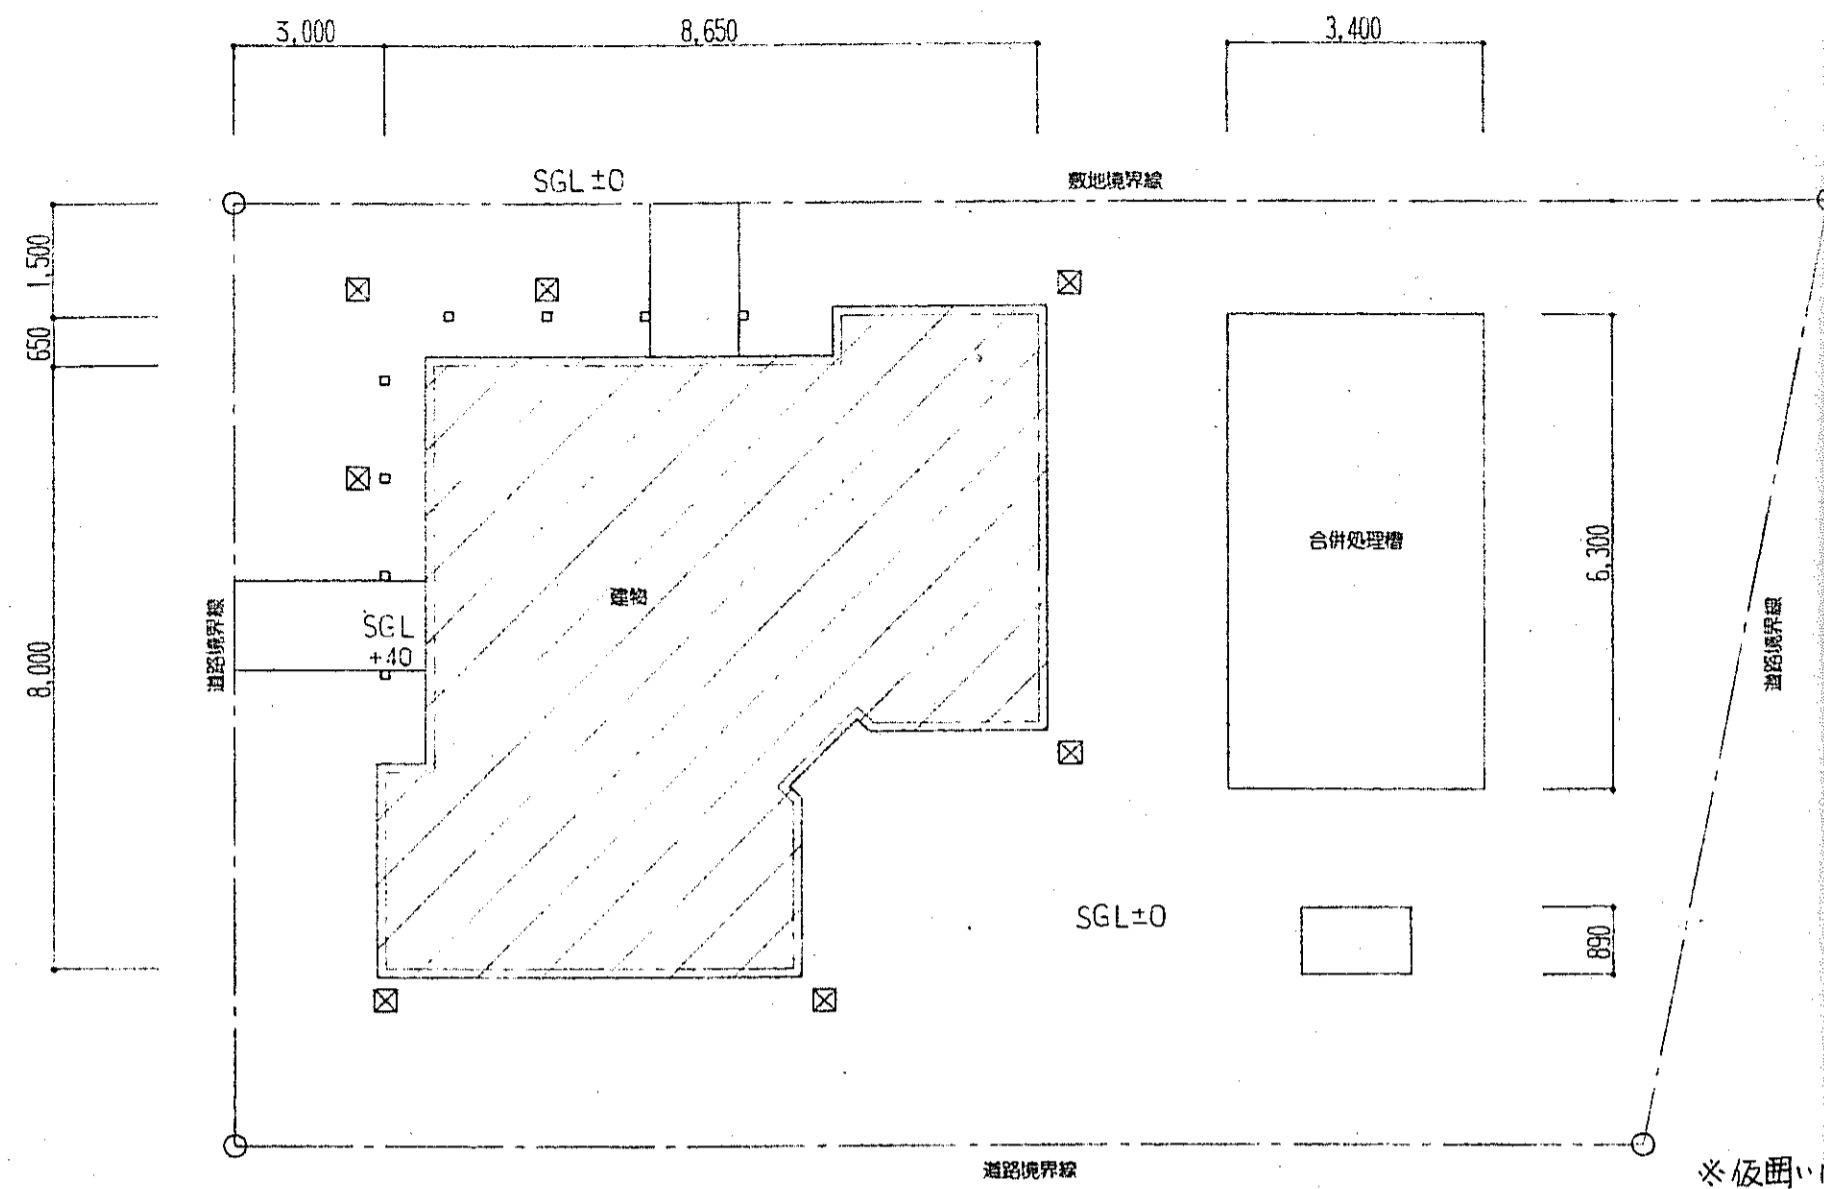 3,000
8,650
3,400
SGL±0
敷地境界線
1,500
650
8,000
建物
合併処理槽
6,300
道路境界線
SGL
+40
道路境界線
SGL±0
890
道路境界線
※仮囲い